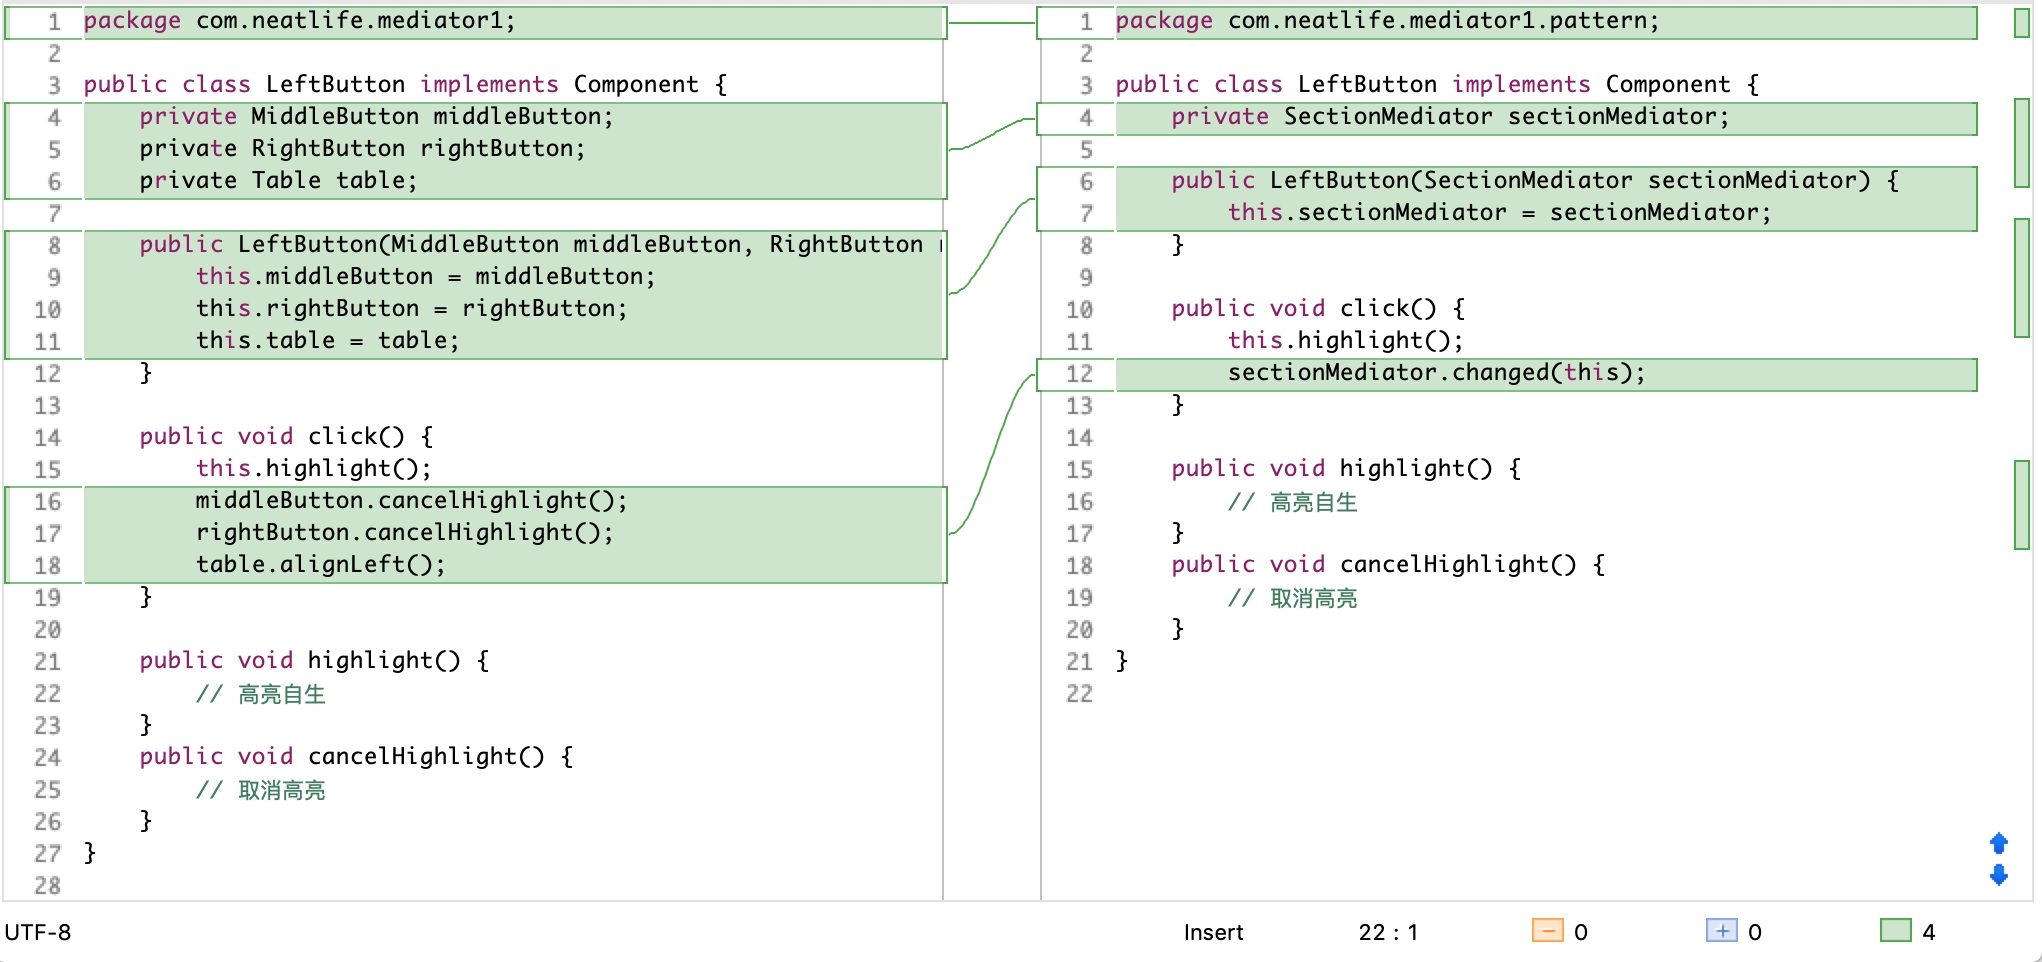 1 package com.neatlife.mediator1;
2
3 public class LeftButton implements Component {
4     private MiddleButton middleButton;
5     private RightButton rightButton;
6     private Table table;
7
8     public LeftButton(MiddleButton middleButton, RightButton
9         this.middleButton = middleButton;
10         this.rightButton = rightButton;
11         this.table = table;
12     }
13
14     public void click() {
15         this.highlight();
16         middleButton.cancelHighlight();
17         rightButton.cancelHighlight();
18         table.alignLeft();
19     }
20
21     public void highlight() {
22         // 高亮自生
23     }
24     public void cancelHighlight() {
25         // 取消高亮
26     }
27 }
28
1 package com.neatlife.mediator1.pattern;
2
3 public class LeftButton implements Component {
4     private SectionMediator sectionMediator;
5
6     public LeftButton(SectionMediator sectionMediator) {
7         this.sectionMediator = sectionMediator;
8     }
9
10     public void click() {
11         this.highlight();
12         sectionMediator.changed(this);
13     }
14
15     public void highlight() {
16         // 高亮自生
17     }
18     public void cancelHighlight() {
19         // 取消高亮
20     }
21 }
22
UTF-8 Insert 22 : 1 − 0 + 0 4